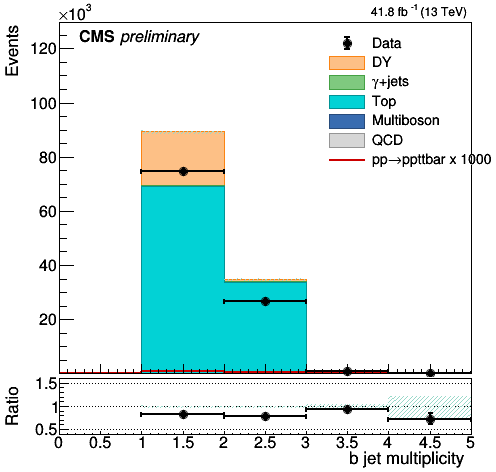 ×10³
41.8 fb⁻¹ (13 TeV)
CMS preliminary
Events
120
100
80
60
40
20
Data
DY
γ+jets
Top
Multiboson
QCD
pp→ppttbar x 1000
Ratio
1.5
1
0.5
0 0.5 1 1.5 2 2.5 3 3.5 4 4.5 5
b jet multiplicity